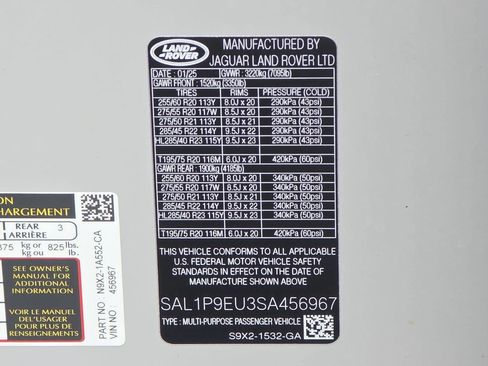 LAND
ROVER
MANUFACTURED BY
JAGUAR LAND ROVER LTD
DATE : 01/25 GVWR : 3220kg (7095lb)
GAWR FRONT : 1520kg (3350lb)
TIRES RIMS PRESSURE (COLD)
255/60 R20 113Y 8.0J x 20 290kPa (43psi)
275/55 R20 117W 8.5J x 20 290kPa (43psi)
275/50 R21 113Y 8.5J x 21 290kPa (43psi)
285/45 R22 114Y 9.5J x 22 290kPa (43psi)
HL285/40 R23 115Y 9.5J x 23 290kPa (43psi)
T195/75 R20 116M 6.0J x 20 420kPa (60psi)
GAWR REAR : 1900kg (4185lb)
255/60 R20 113Y 8.0J x 20 340kPa (50psi)
275/55 R20 117W 8.5J x 20 340kPa (50psi)
275/50 R21 113Y 8.5J x 21 340kPa (50psi)
285/45 R22 114Y 9.5J x 22 340kPa (50psi)
HL285/40 R23 115Y 9.5J x 23 340kPa (50psi)
T195/75 R20 116M 6.0J x 20 420kPa (60psi)
THIS VEHICLE CONFORMS TO ALL APPLICABLE
U.S. FEDERAL MOTOR VEHICLE SAFETY
STANDARDS IN EFFECT ON THE DATE OF
MANUFACTURE SHOWN ABOVE.
SAL1P9EU3SA456967
TYPE : MULTI-PURPOSE PASSENGER VEHICLE
S9X2-1532-GA
ON
CHARGEMENT
REAR 3
ARRIÈRE
375 kg or 825 lbs.
ou lb.
SEE OWNER'S
MANUAL FOR
ADDITIONAL
INFORMATION
VOIR LE MANUEL
DE L'USAGER
POUR PLUS DE
RENSEIGNEMENTS
PART NO : N9X2-1A552-CA
VIN NO 456967